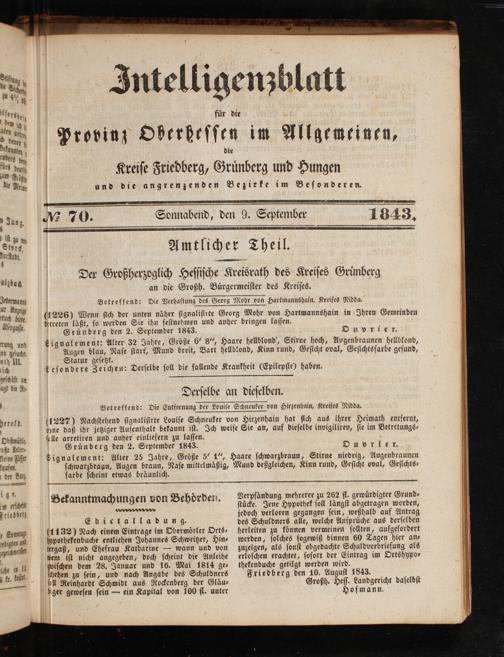 Intelligenzblatt
für die
Provinz Oberhessen im Allgemeinen,
die
Kreise Friedberg, Grünberg und Hungen
und die angrenzenden Bezirke im Besonderen.
№ 70. Sonnabend, den 9. September 1843.
Amtlicher Theil.
Der Großherzoglich Hessische Kreisrath des Kreises Grünberg
an die Großh. Bürgermeister des Kreises.
Betreffend: Die Verhaftung des Georg Mohr von Hartmannshain, Kreises Nidda.
(1226) Wenn sich der unten näher signalisirte Georg Mohr von Hartmannshain in Ihren Gemeinden
betreten läßt, so werden Sie ihn festnehmen und anher bringen lassen.
Grünberg den 2. September 1843. Ouvrier.
Signalement: Alter 32 Jahre, Größe 6' 8", Haare hellblond, Stirne hoch, Augenbraunen hellblond,
Augen blau, Nase stark, Mund breit, Bart hellblond, Kinn rund, Gesicht oval, Gesichtsfarbe gesund,
Statur gesetzt.
Besondere Zeichen: Derselbe soll die fallende Krankheit (Epilepsie) haben.
Derselbe an dieselben.
Betreffend: Die Entfernung der Louise Schneuker von Hirzenhain, Kreises Nidda.
(1227) Nachstehend signalisirte Louise Schneuker von Hirzenhain hat sich aus ihrer Heimath entfernt,
ohne daß ihr jetziger Aufenthalt bekannt ist. Ich weise Sie an, auf dieselbe invigiliren, sie im Betretungs-
falle arretiren und anher einliefern zu lassen.
Grünberg den 2. September 1843. Ouvrier.
Signalement: Alter 25 Jahre, Größe 5' 1", Haare schwarzbraun, Stirne niedrig, Augenbraunen
schwarzbraun, Augen braun, Nase mittelmäßig, Mund desgleichen, Kinn rund, Gesicht oval, Gesichts-
farbe scheint etwas bräunlich.
Bekanntmachungen von Behörden.
Edictalladung.
(1132) Nach einem Eintrage im Obermörler Orts-
hypothekenbuche entliehen Johannes Schweitzer, Hin-
tergaß, und Ehefrau Katharine — wann und von
wem ist nicht angegeben, doch scheint die Anleihe
zwischen dem 28. Januar und 16. Mai 1814 ge-
schehen zu sein, und nach Angabe des Schuldners
soll Reinhardt Schmidt aus Rockenberg der Gläu-
biger gewesen sein — ein Kapital von 100 fl. unter
Verpfändung mehrerer zu 262 fl. gewürdigter Grund-
stücke. Jene Hypothek soll längst abgetragen worden,
jedoch verloren gegangen sein, weßhalb auf Antrag
des Schuldners alle, welche Ansprüche aus derselben
herleiten zu können vermeinen sollten, aufgefordert
werden, solches sogewiß binnen 60 Tagen hier an-
zuzeigen, als sonst obgedachte Schuldverbriefung als
erloschen erachtet, sofort der Eintrag im Ortshypo-
thekenbuche getilgt werden wird.
Friedberg den 10. August 1843.
Großh. Hess. Landgericht daselbst
Hofmann.